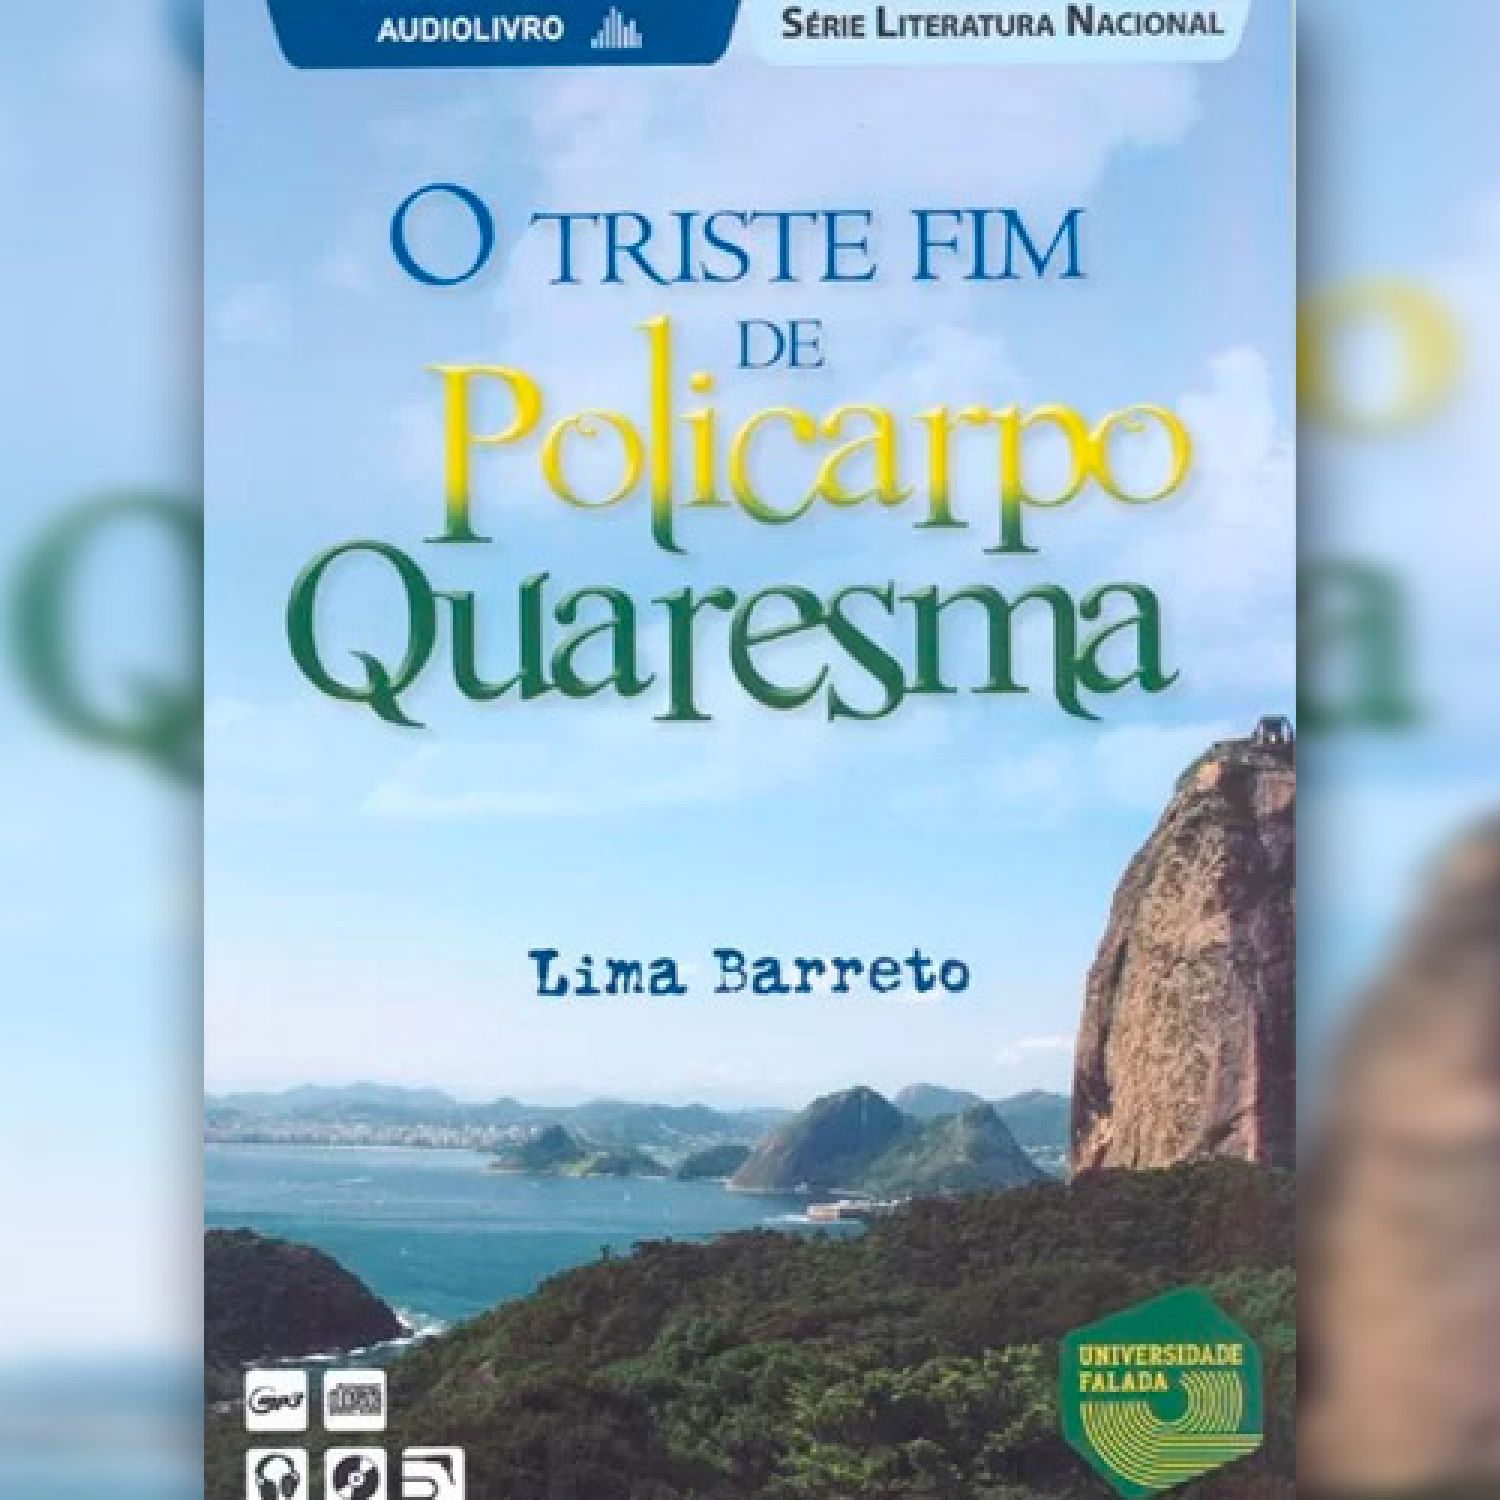 AUDIOLIVRO
SÉRIE LITERATURA NACIONAL
O TRISTE FIM
DE
Policarpo
Quaresma
Lima Barreto
UNIVERSIDADE
FALADA